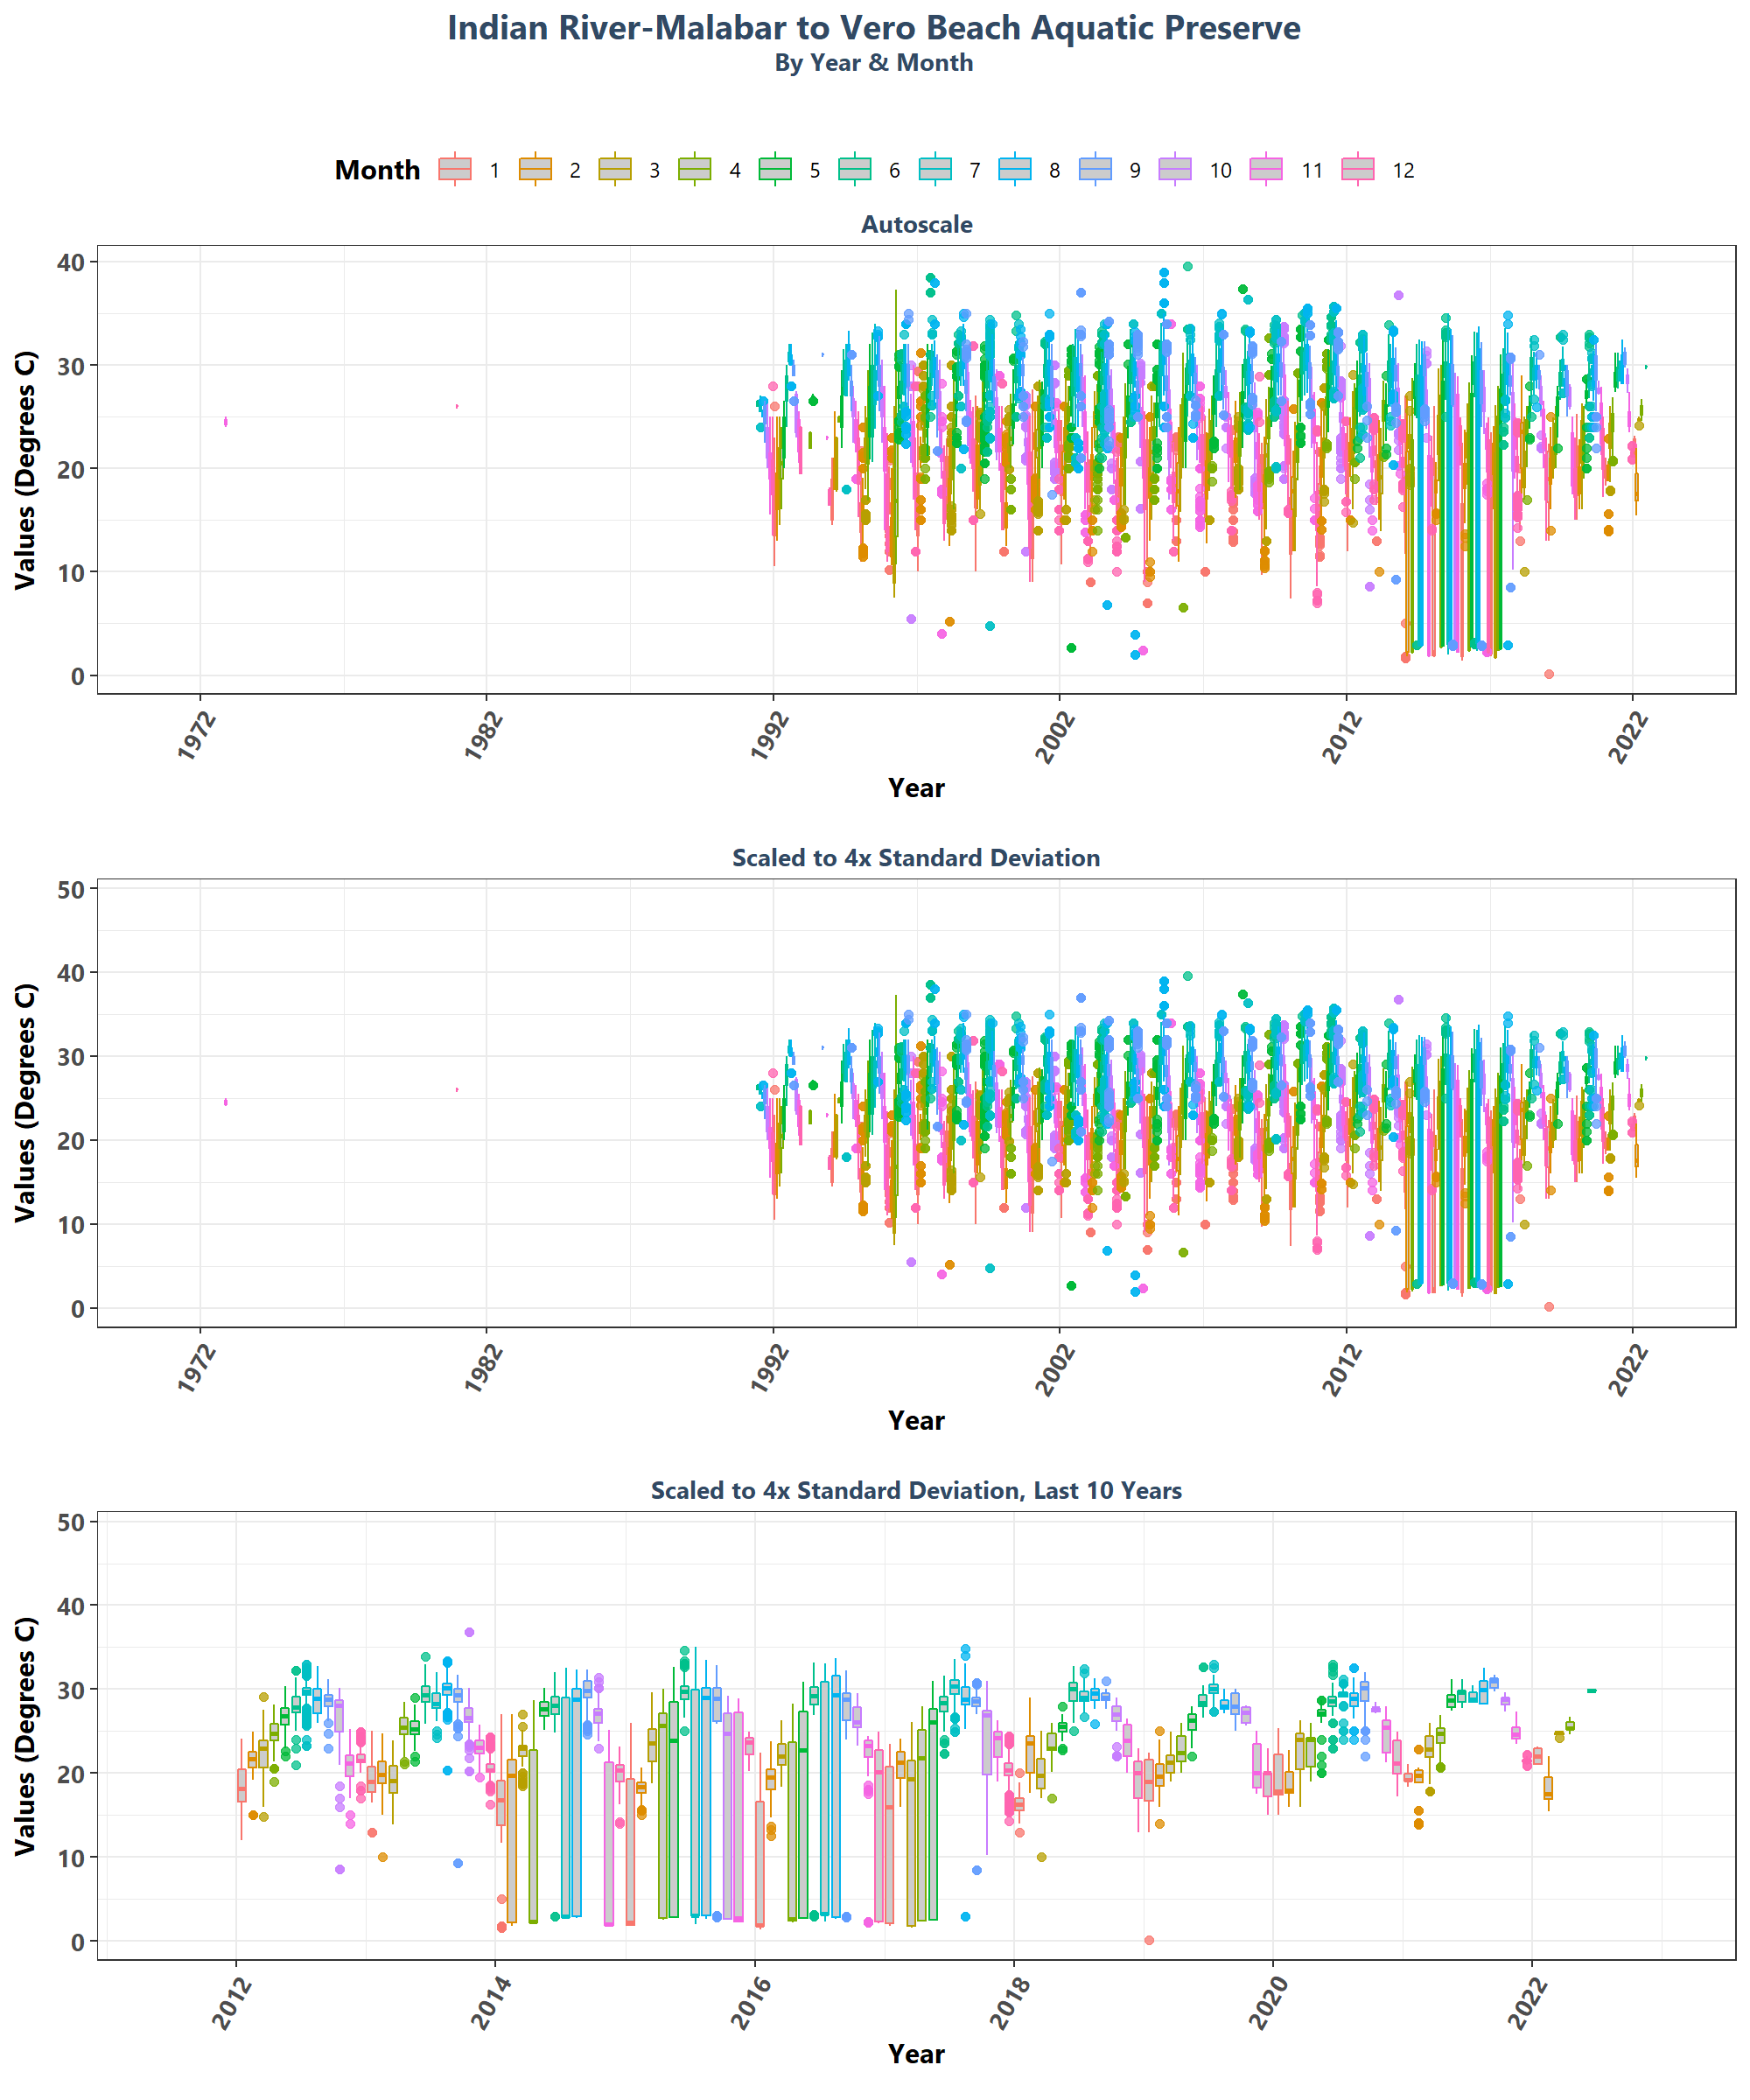 Indian River-Malabar to Vero Beach Aquatic Preserve
By Year & Month
Month 1 2 3 4 5 6 7 8 9 10 11 12
Autoscale
Values (Degrees C)
40
30
20
10
0
1972 1982 1992 2002 2012 2022
Year
Scaled to 4x Standard Deviation
Values (Degrees C)
50
40
30
20
10
0
1972 1982 1992 2002 2012 2022
Year
Scaled to 4x Standard Deviation, Last 10 Years
Values (Degrees C)
50
40
30
20
10
0
2012 2014 2016 2018 2020 2022
Year